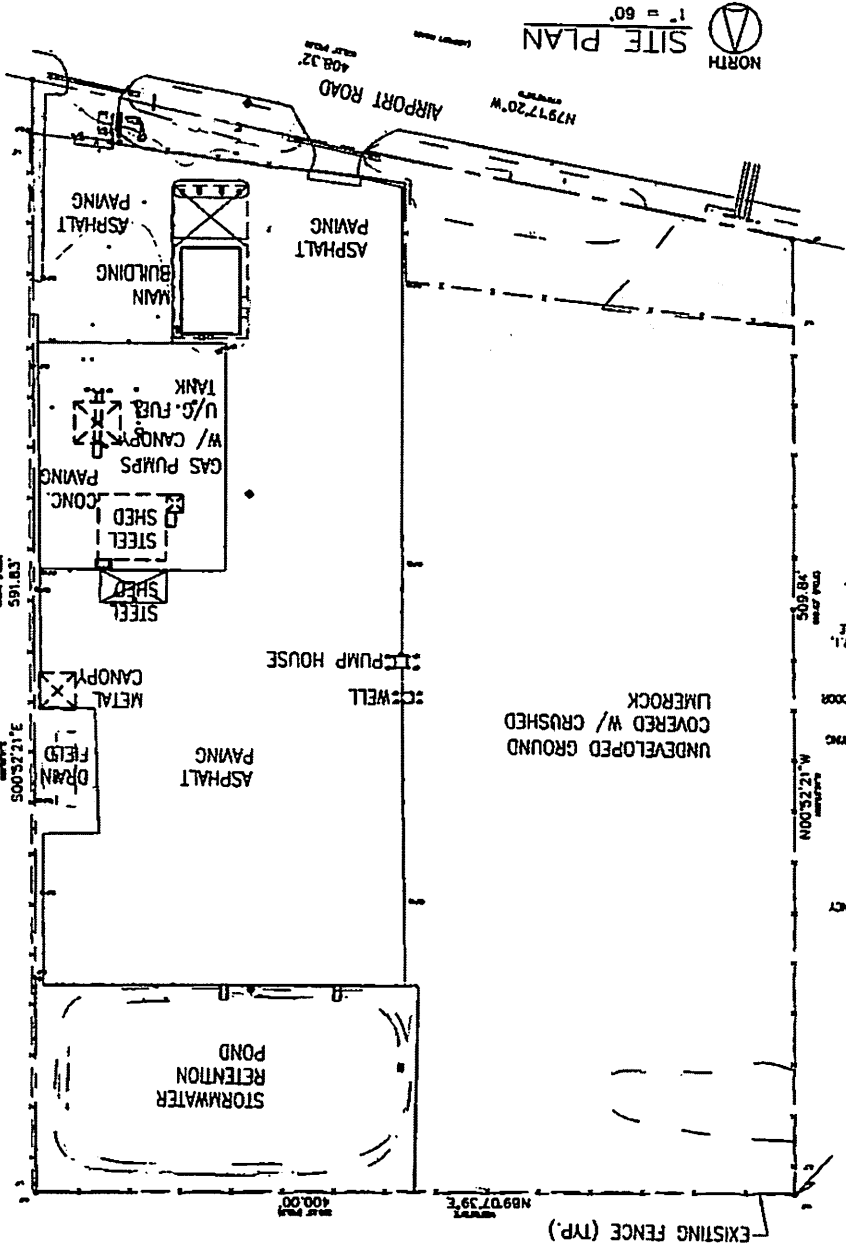 EXISTING FENCE (TYP.)
N89°07'39"E
400.00'
STORMWATER
RETENTION
POND
UNDEVELOPED GROUND
COVERED W/ CRUSHED
LIMEROCK
N00°52'21"W
509.84'
ASPHALT
PAVING
DRAIN
FIELD
S00°52'21"E
591.83'
WELL
PUMP HOUSE
METAL
CANOPY
STEEL
SHED
STEEL
SHED
CONC.
PAVING
GAS PUMPS
W/ CANOPY
U/G. FUEL
TANK
MAIN
BUILDING
ASPHALT
PAVING
ASPHALT
PAVING
N79°17'20"W
AIRPORT ROAD
408.32'
NORTH
SITE PLAN
1" = 60'